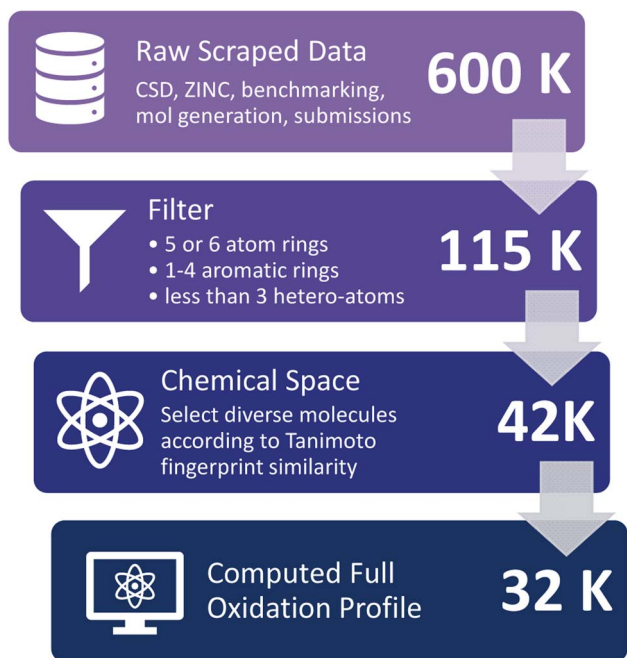 Raw Scraped Data
CSD, ZINC, benchmarking,
mol generation, submissions
600 K
Filter
• 5 or 6 atom rings
• 1-4 aromatic rings
• less than 3 hetero-atoms
115 K
Chemical Space
Select diverse molecules
according to Tanimoto
fingerprint similarity
42K
Computed Full
Oxidation Profile
32 K